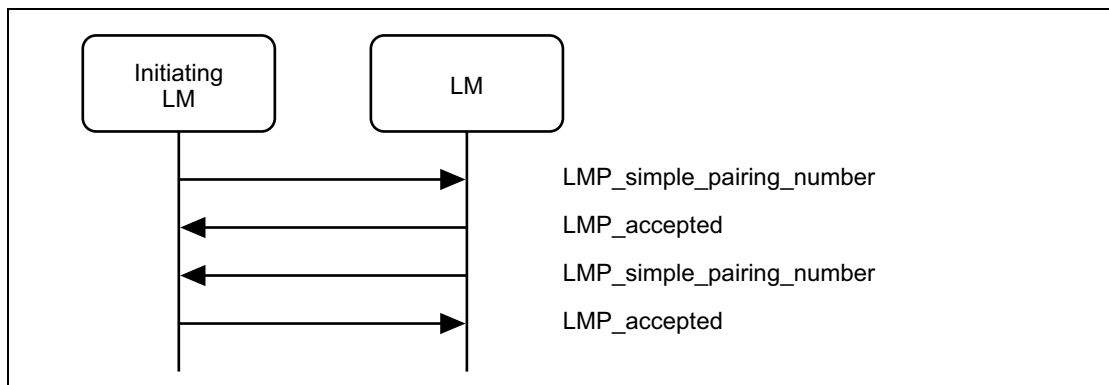 Initiating
LM
LM
LMP_simple_pairing_number
LMP_accepted
LMP_simple_pairing_number
LMP_accepted